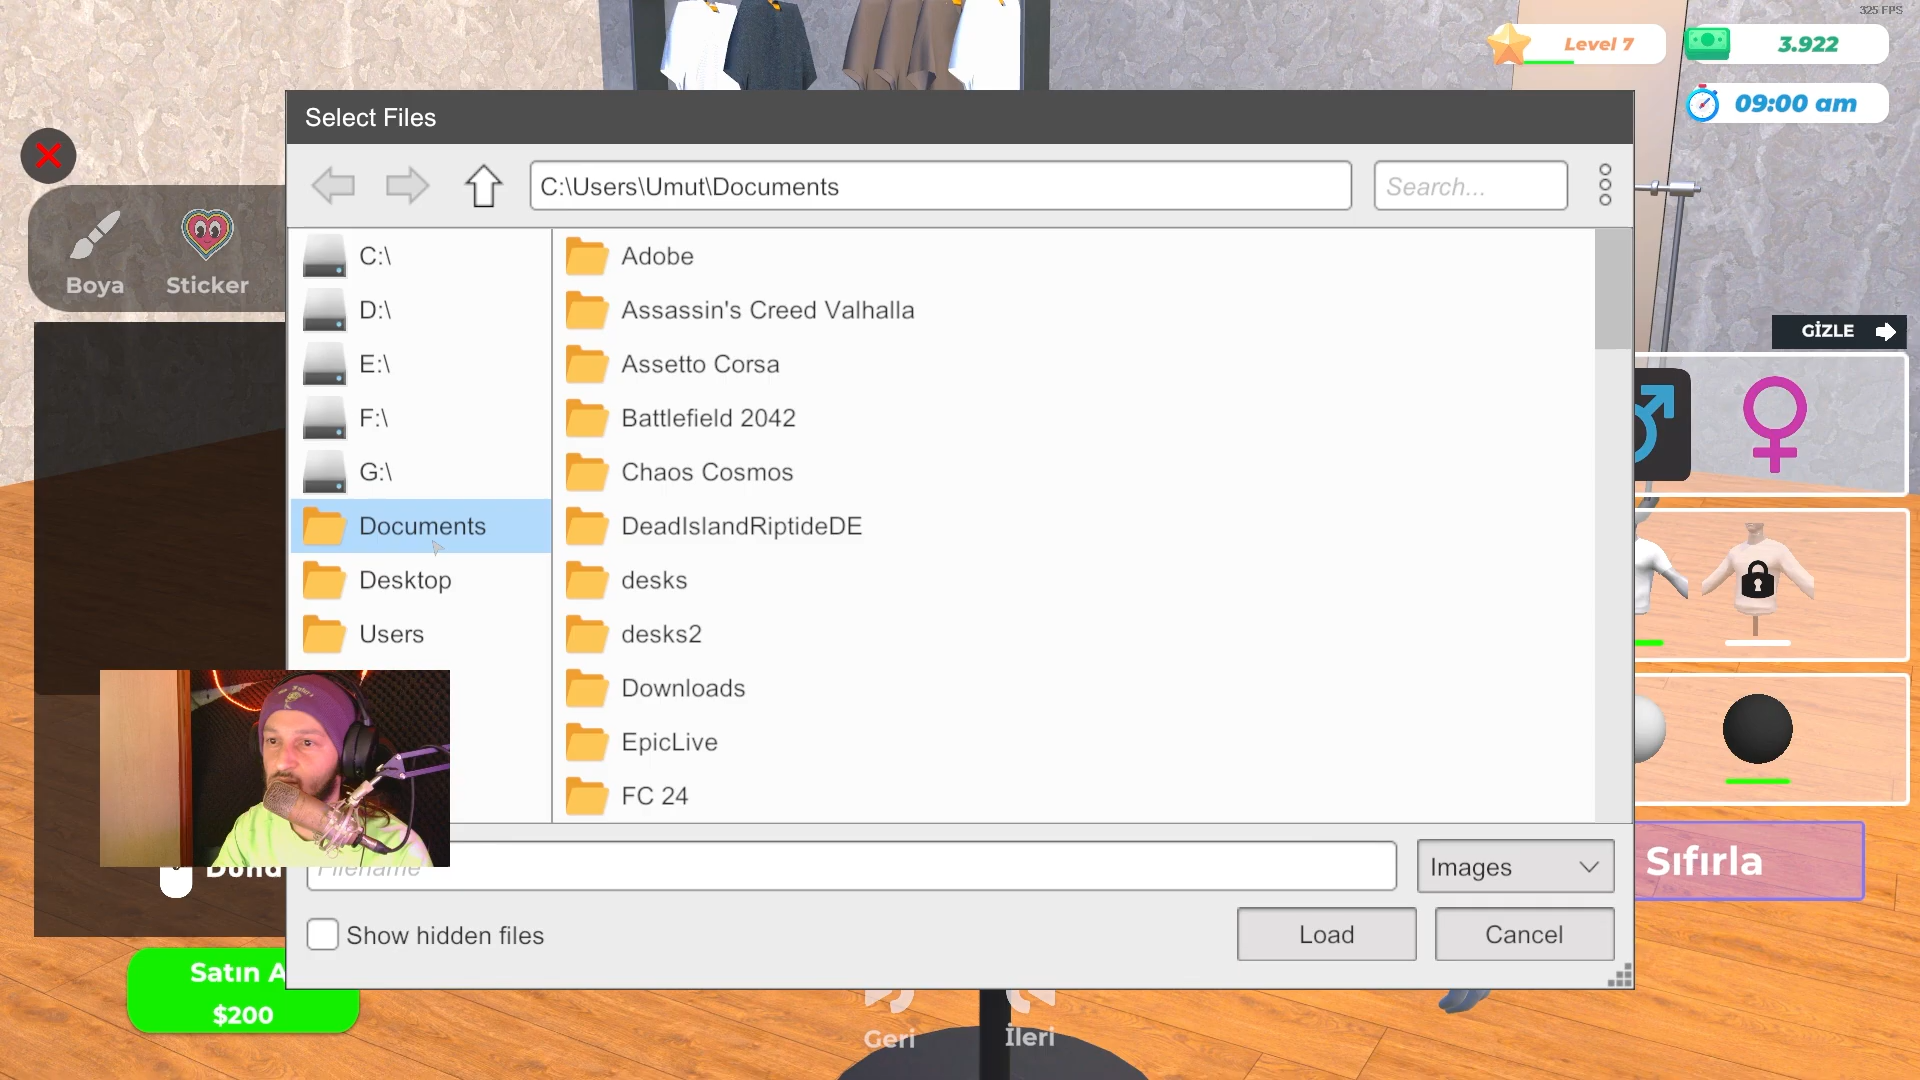 325 FPS
Level 7
3.922
09:00 am
Select Files
C:\Users\Umut\Documents
Search...
Boya
Sticker
C:\
D:\
E:\
F:\
G:\
Documents
Desktop
Users
Adobe
Assassin's Creed Valhalla
Assetto Corsa
Battlefield 2042
Chaos Cosmos
DeadIslandRiptideDE
desks
desks2
Downloads
EpicLive
FC 24
GİZLE
Filename
Images
Sıfırla
Show hidden files
Load
Cancel
Satın A
$200
Geri
İleri